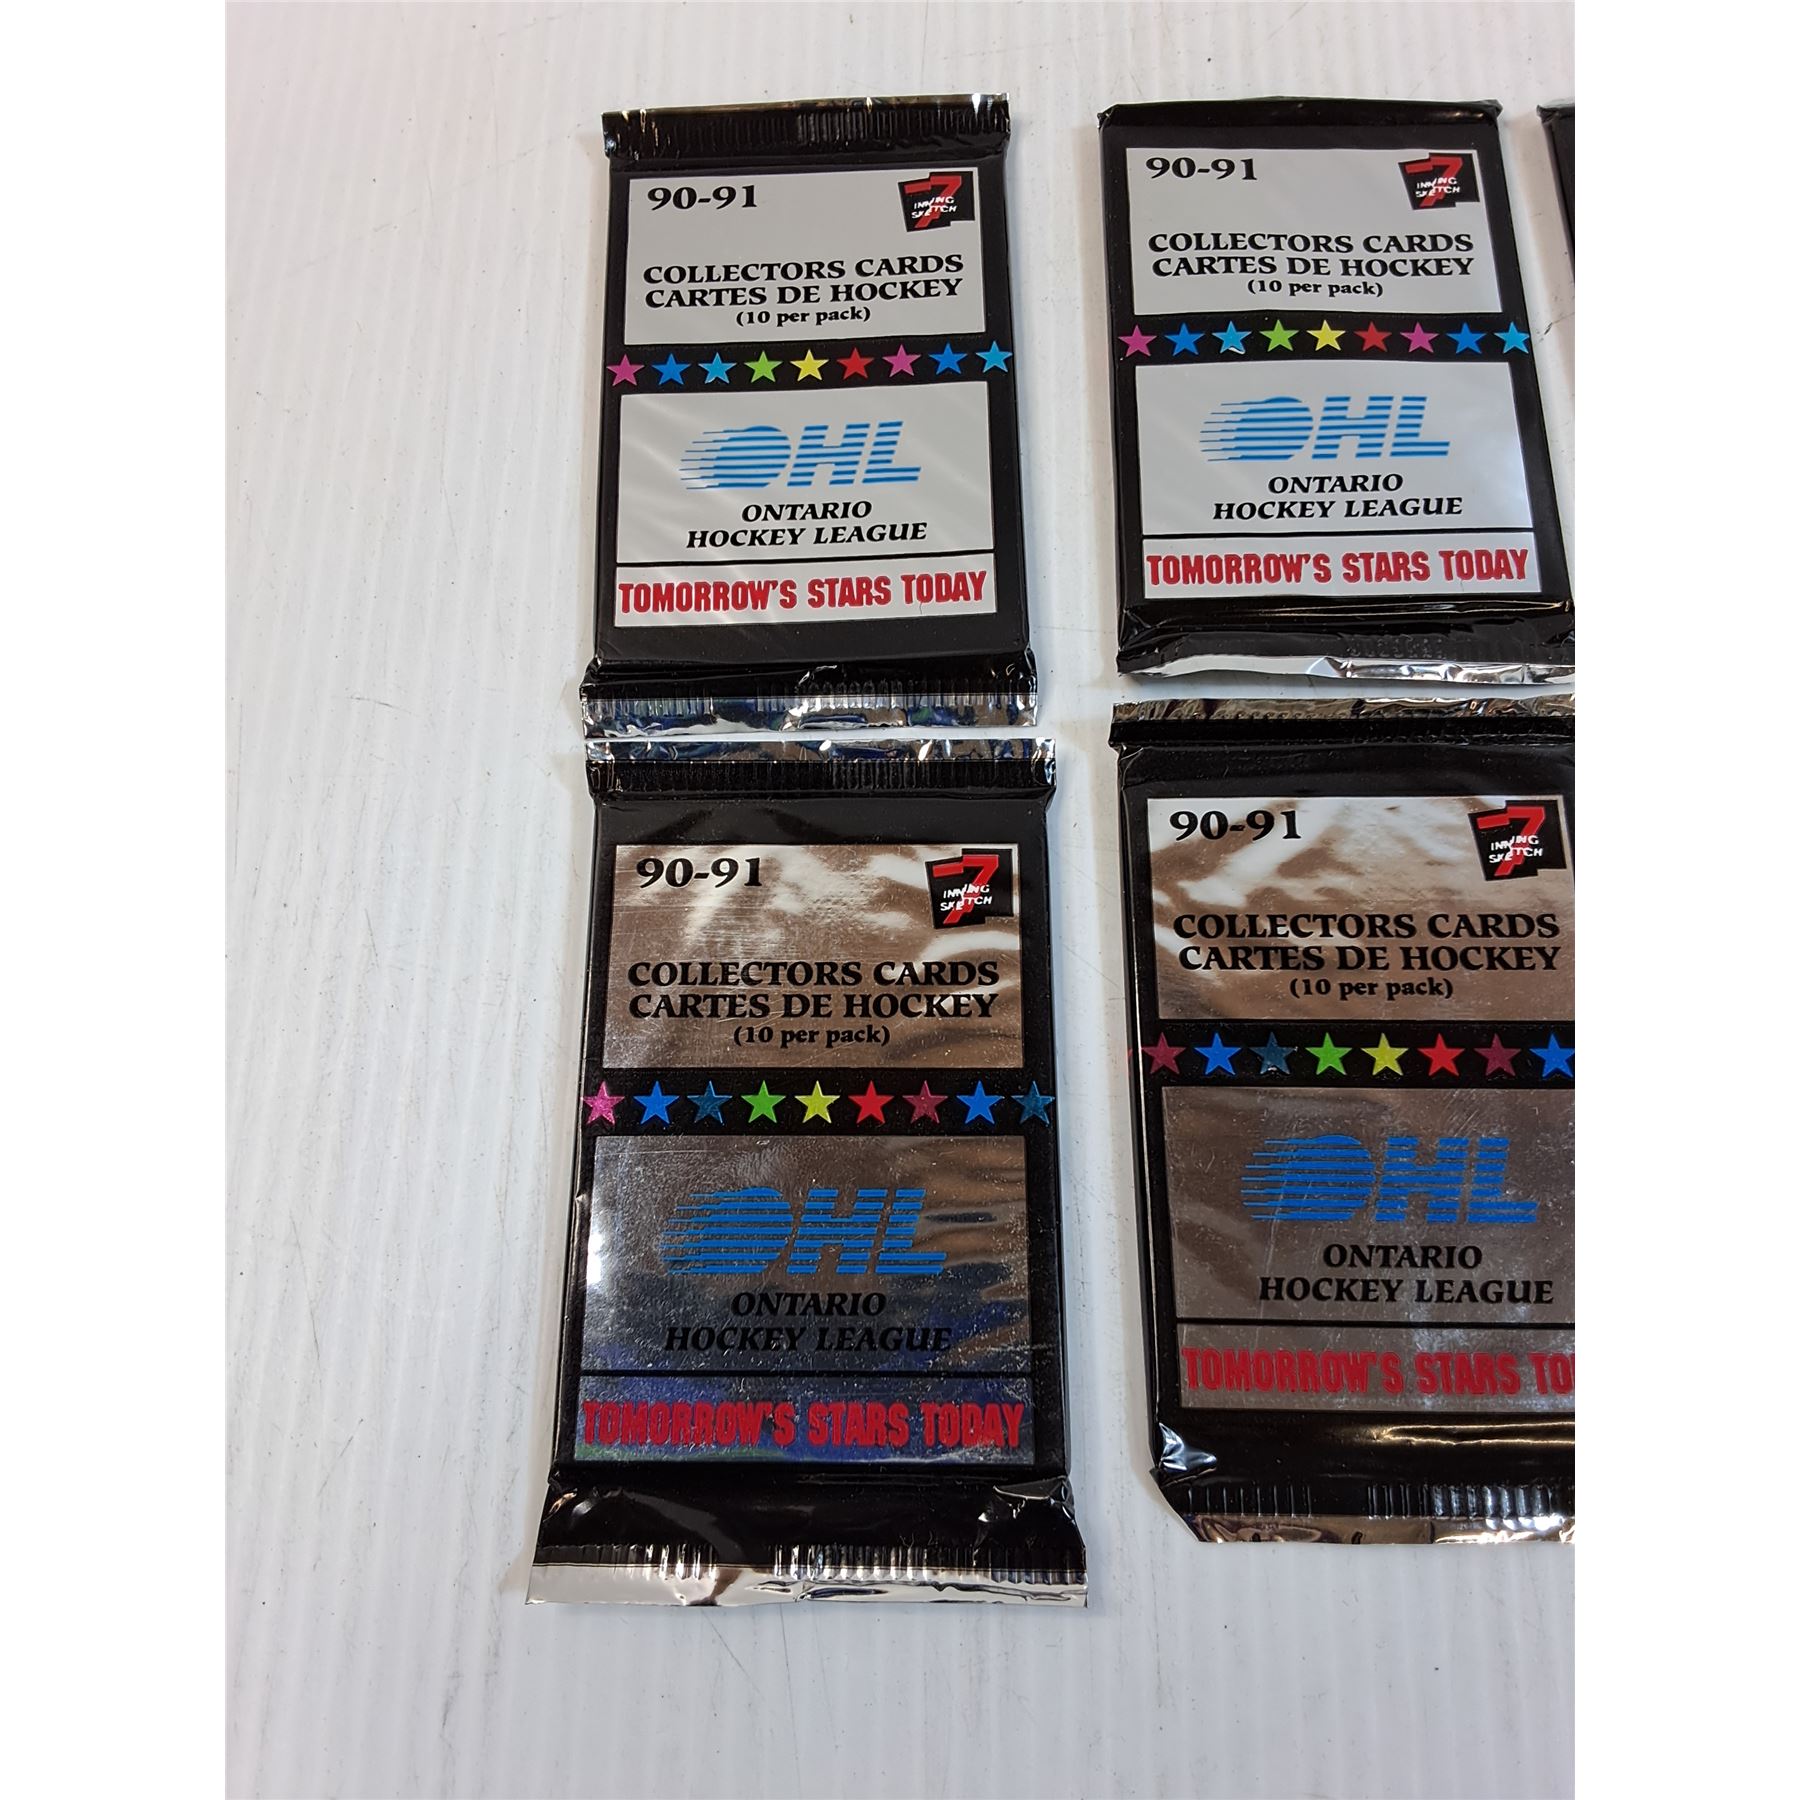 90-91
7
INNING
SKETCH
COLLECTORS CARDS
CARTES DE HOCKEY
(10 per pack)
OHL
ONTARIO
HOCKEY LEAGUE
TOMORROW'S STARS TODAY
90-91
7
INNING
SKETCH
COLLECTORS CARDS
CARTES DE HOCKEY
(10 per pack)
OHL
ONTARIO
HOCKEY LEAGUE
TOMORROW'S STARS TODAY
90-91
7
INNING
SKETCH
COLLECTORS CARDS
CARTES DE HOCKEY
(10 per pack)
OHL
ONTARIO
HOCKEY LEAGUE
TOMORROW'S STARS TODAY
90-91
7
INNING
SKETCH
COLLECTORS CARDS
CARTES DE HOCKEY
(10 per pack)
OHL
ONTARIO
HOCKEY LEAGUE
TOMORROW'S STARS TO